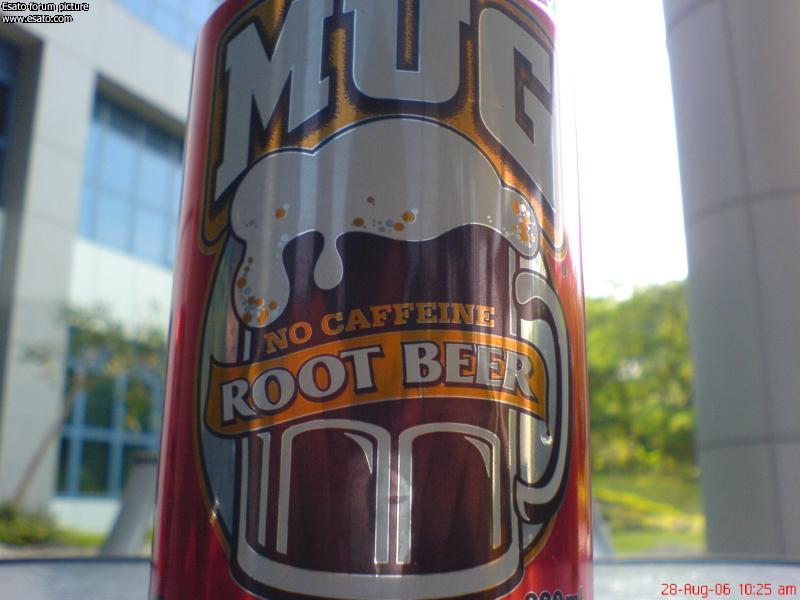 Esato forum picture
www.esato.com
MUG
NO CAFFEINE
ROOT BEER
28-Aug-06 10:25 am